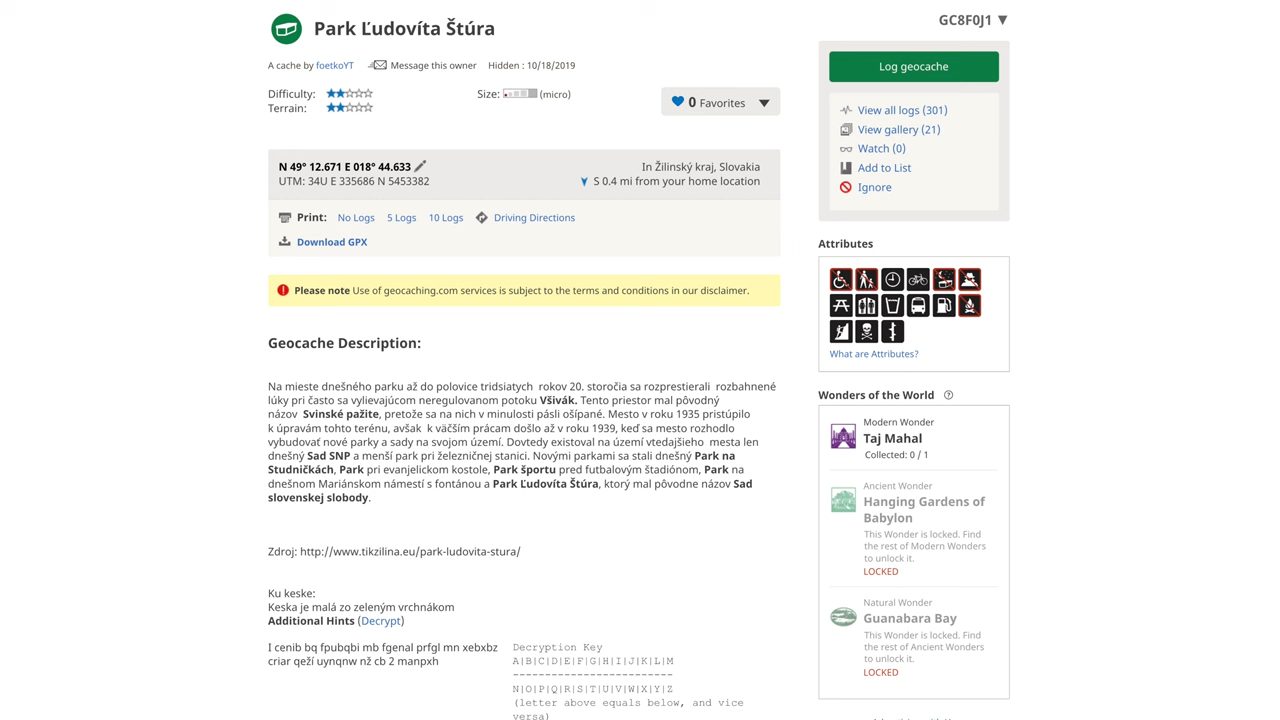 Park Ľudovíta Štúra
GC8F0J1 ▼
A cache by foetkoYT Message this owner Hidden : 10/18/2019
Difficulty:
Terrain:
Size: (micro)
0 Favorites
Log geocache
View all logs (301)
View gallery (21)
Watch (0)
Add to List
Ignore
N 49° 12.671 E 018° 44.633
UTM: 34U E 335686 N 5453382
In Žilinský kraj, Slovakia
S 0.4 mi from your home location
Print: No Logs 5 Logs 10 Logs Driving Directions
Download GPX
Please note Use of geocaching.com services is subject to the terms and conditions in our disclaimer.
Geocache Description:
Na mieste dnešného parku až do polovice tridsiatych rokov 20. storočia sa rozprestierali rozbahnené
lúky pri často sa vylievajúcom neregulovanom potoku Všivák. Tento priestor mal pôvodný
názov Svinské pažite, pretože sa na nich v minulosti pásli ošípané. Mesto v roku 1935 pristúpilo
k úpravám tohto terénu, avšak k väčším prácam došlo až v roku 1939, keď sa mesto rozhodlo
vybudovať nové parky a sady na svojom území. Dovtedy existoval na území vtedajšieho mesta len
dnešný Sad SNP a menší park pri železničnej stanici. Novými parkami sa stali dnešný Park na
Studničkách, Park pri evanjelickom kostole, Park športu pred futbalovým štadiónom, Park na
dnešnom Mariánskom námestí s fontánou a Park Ľudovíta Štúra, ktorý mal pôvodne názov Sad
slovenskej slobody.
Zdroj: http://www.tikzilina.eu/park-ludovita-stura/
Ku keske:
Keska je malá zo zeleným vrchnákom
Additional Hints (Decrypt)
I cenib bq fpubqbi mb fgenal prfgl mn xebxbz
criar qeží uynqnw nž cb 2 manpxh
Decryption Key
A|B|C|D|E|F|G|H|I|J|K|L|M
-------------------------
N|O|P|Q|R|S|T|U|V|W|X|Y|Z
(letter above equals below, and vice
versa)
Attributes
What are Attributes?
Wonders of the World
Modern Wonder
Taj Mahal
Collected: 0 / 1
Ancient Wonder
Hanging Gardens of
Babylon
This Wonder is locked. Find
the rest of Modern Wonders
to unlock it.
LOCKED
Natural Wonder
Guanabara Bay
This Wonder is locked. Find
the rest of Ancient Wonders
to unlock it.
LOCKED